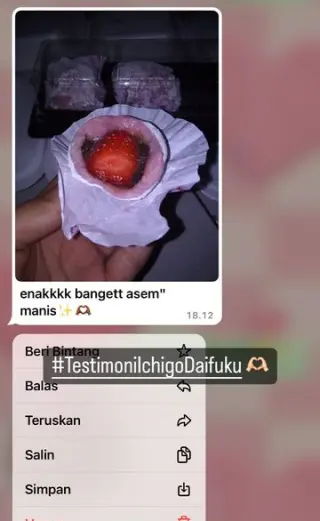 enakkkk bangett asem"
manis✨🫶🏽
18.12
#TestimoniIchigoDaifuku 🫶🏻
Beri Bintang
Balas
Teruskan
Salin
Simpan